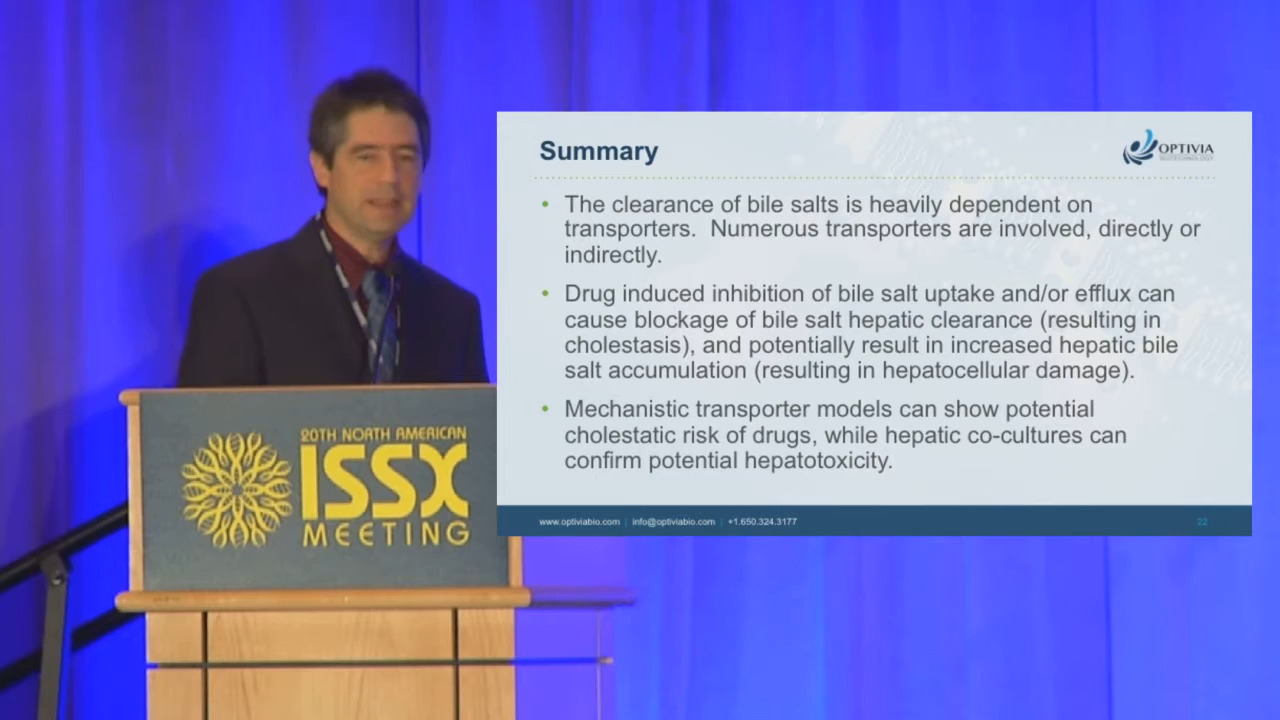 Summary
OPTIVIA
BIOTECHNOLOGY
• The clearance of bile salts is heavily dependent on
transporters.  Numerous transporters are involved, directly or
indirectly.
• Drug induced inhibition of bile salt uptake and/or efflux can
cause blockage of bile salt hepatic clearance (resulting in
cholestasis), and potentially result in increased hepatic bile
salt accumulation (resulting in hepatocellular damage).
• Mechanistic transporter models can show potential
cholestatic risk of drugs, while hepatic co-cultures can
confirm potential hepatotoxicity.
www.optiviabio.com | info@optiviabio.com | +1.650.324.3177
22
20TH NORTH AMERICAN
ISSX
MEETING